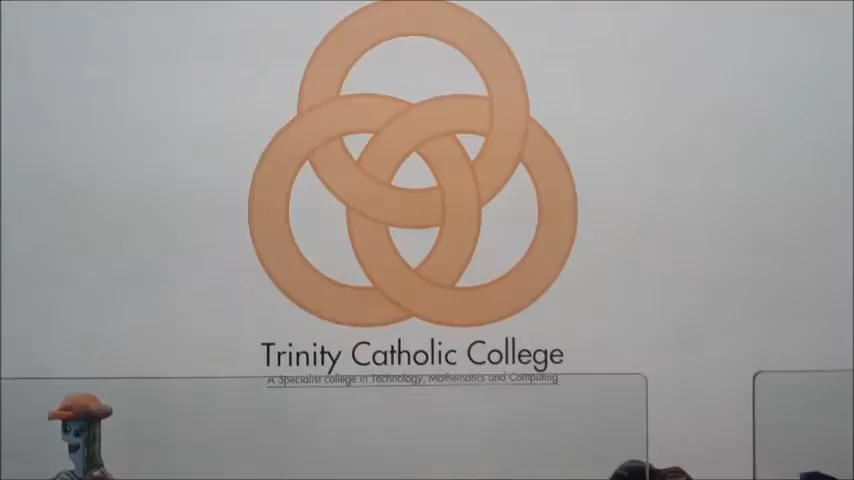 Trinity Catholic College
A Specialist college in Technology, Mathematics and Computing